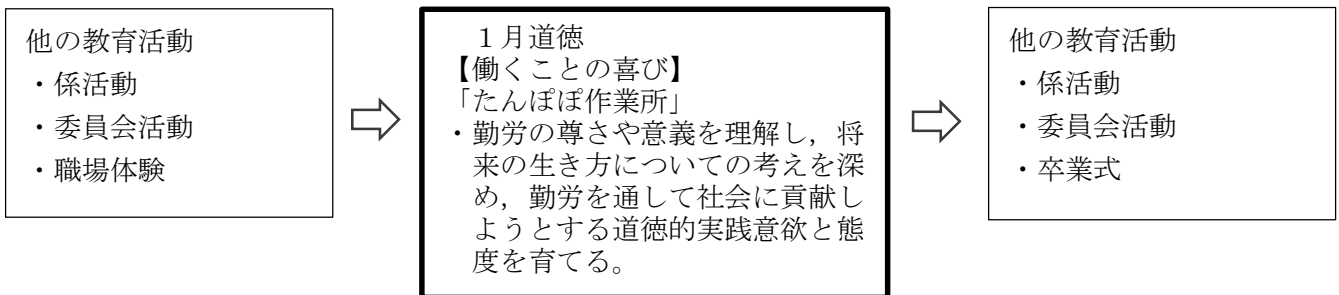 他の教育活動
・係活動
・委員会活動
・職場体験
１月道徳
【働くことの喜び】
「たんぽぽ作業所」
・勤労の尊さや意義を理解し，将
来の生き方についての考えを深
め，勤労を通して社会に貢献し
ようとする道徳的実践意欲と態
度を育てる。
他の教育活動
・係活動
・委員会活動
・卒業式